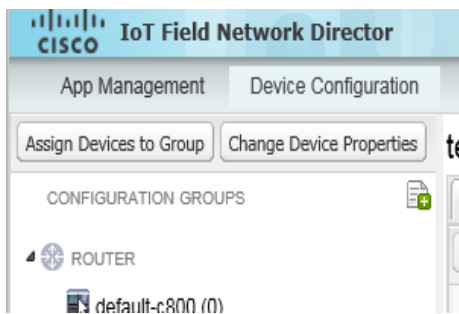 CISCO IoT Field Network Director
App Management Device Configuration
Assign Devices to Group Change Device Properties
CONFIGURATION GROUPS
ROUTER
default-c800 (0)